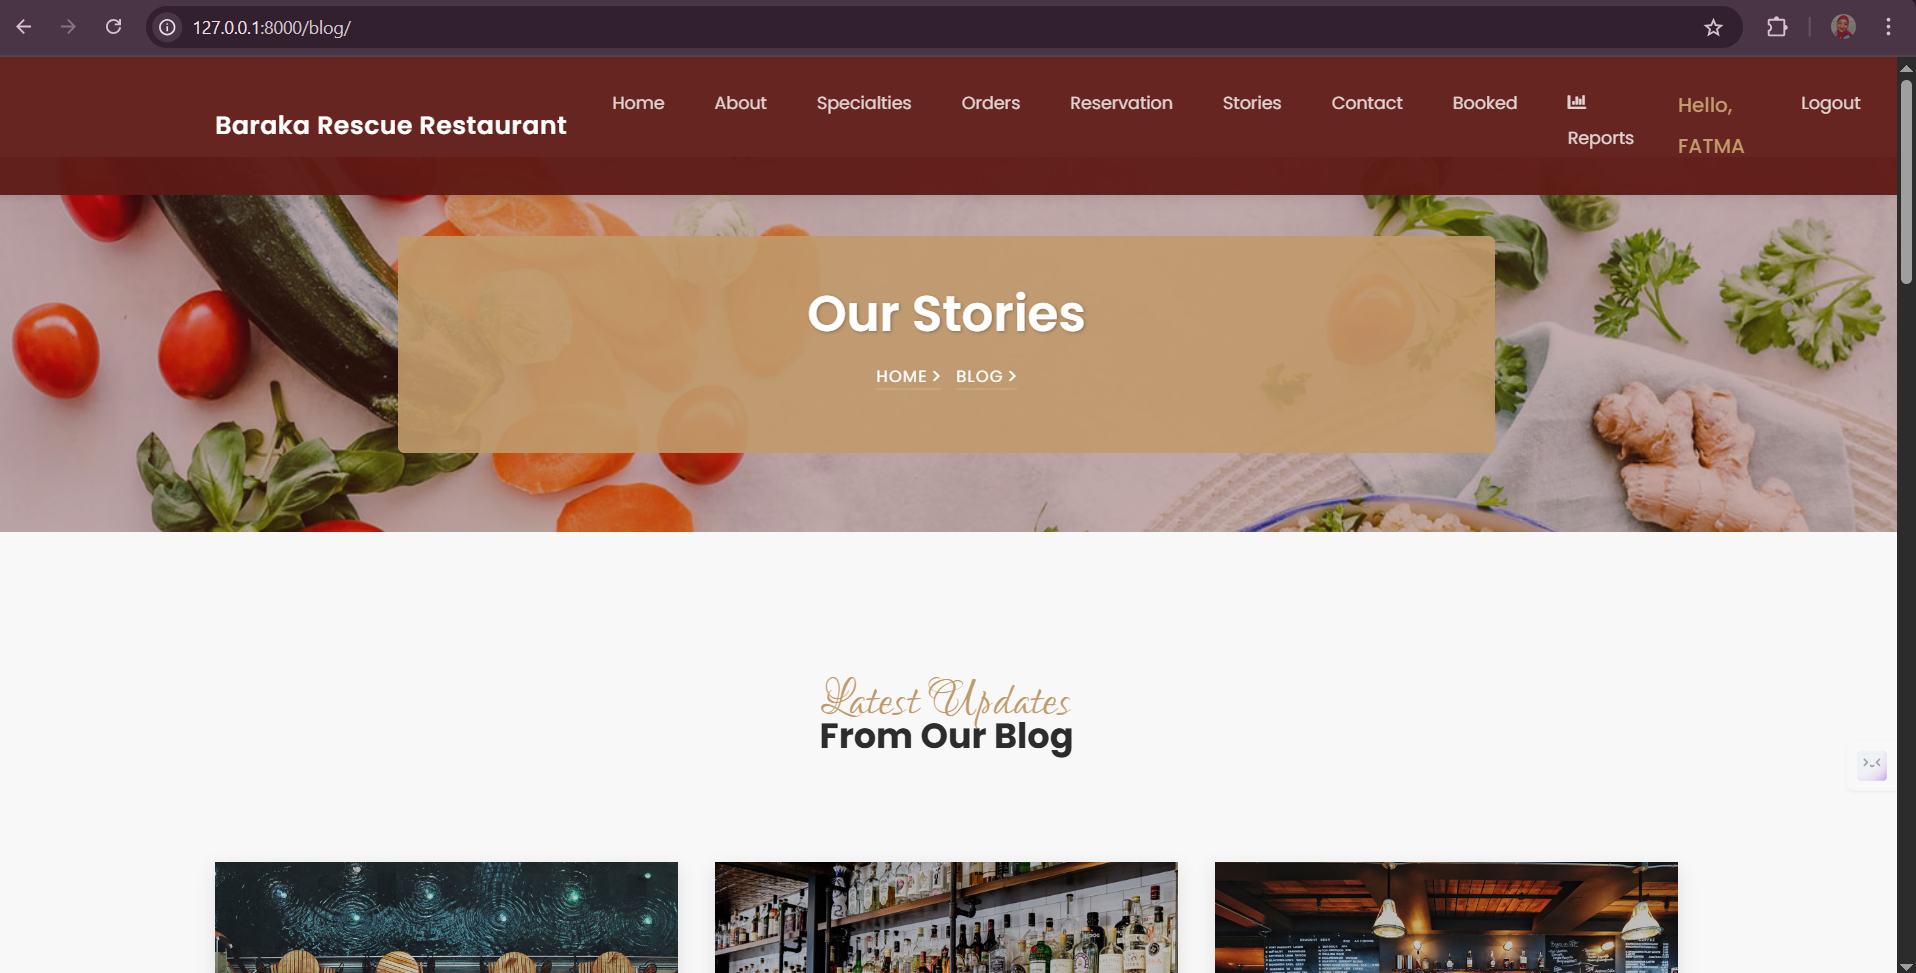 127.0.0.1:8000/blog/
Baraka Rescue Restaurant
Home
About
Specialties
Orders
Reservation
Stories
Contact
Booked
Reports
Hello,
FATMA
Logout
Our Stories
HOME > BLOG >
Latest Updates
From Our Blog